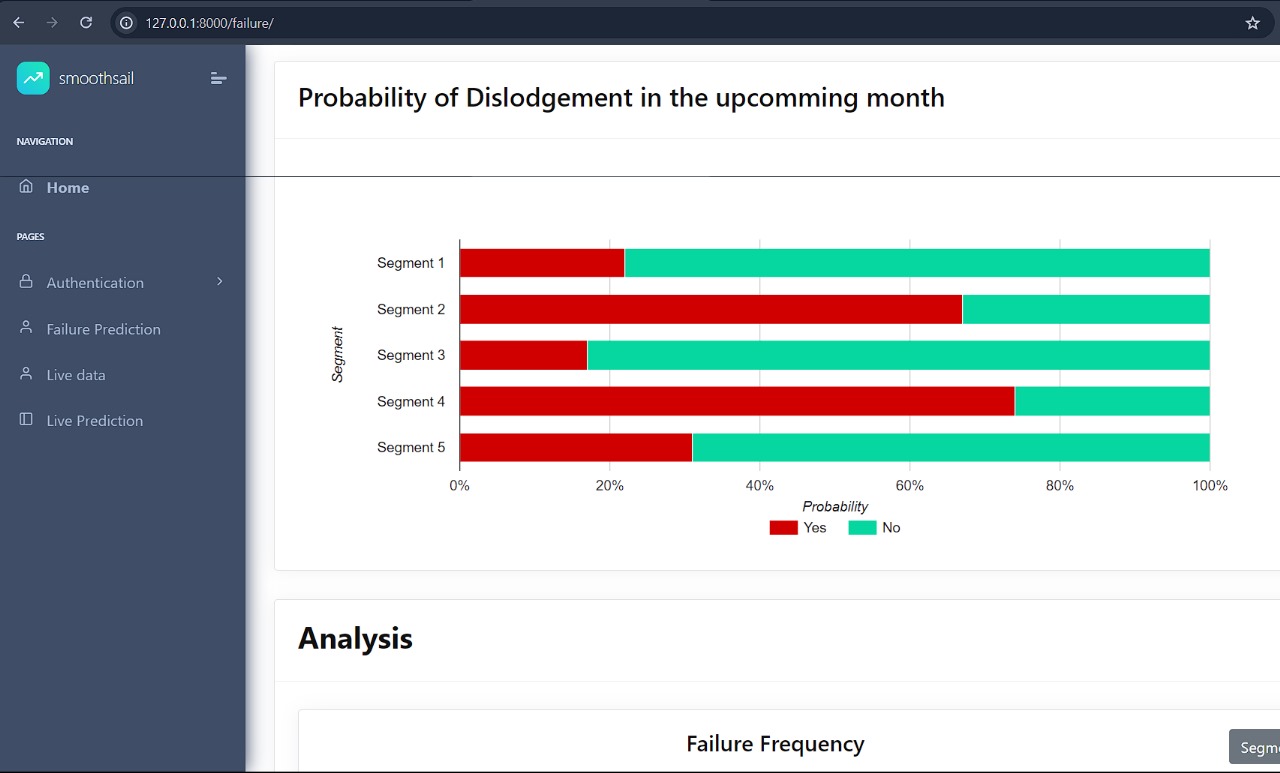 127.0.0.1:8000/failure/
smoothsail
NAVIGATION
Home
PAGES
Authentication
Failure Prediction
Live data
Live Prediction
Probability of Dislodgement in the upcomming month
Segment
Segment 1
Segment 2
Segment 3
Segment 4
Segment 5
0% 20% 40% 60% 80% 100%
Probability
Yes No
Analysis
Failure Frequency